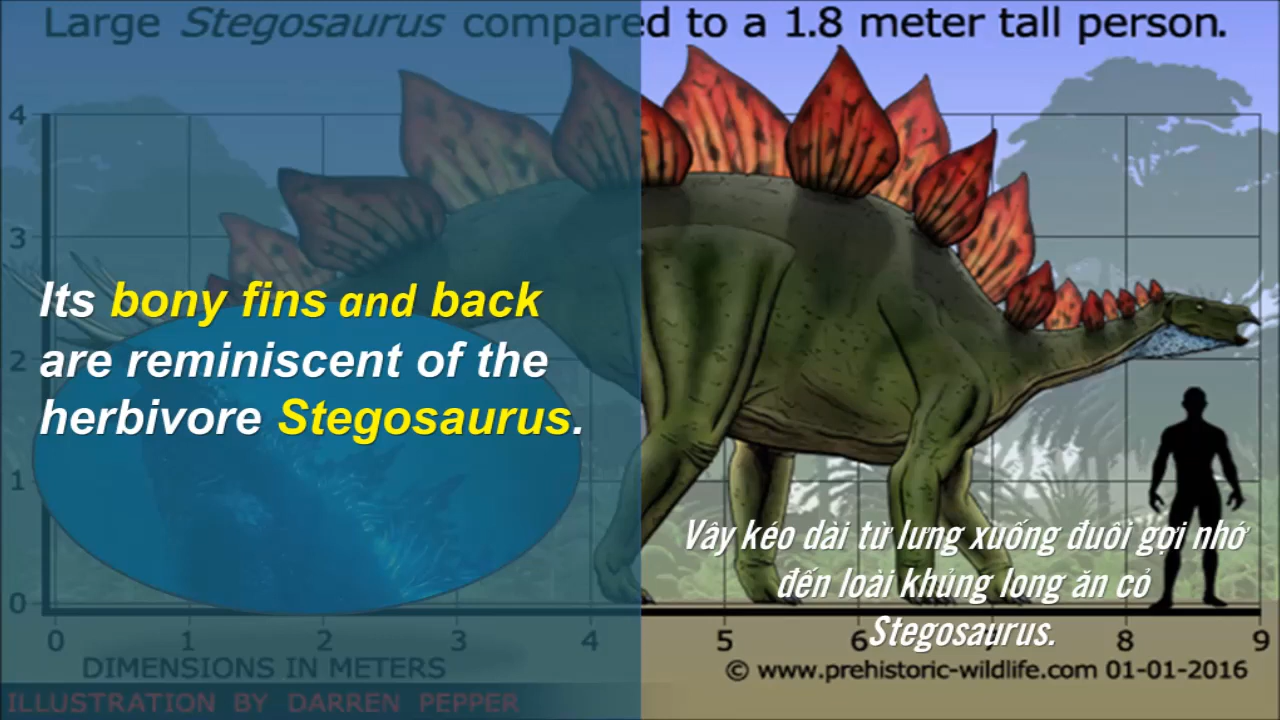 Large Stegosaurus compared to a 1.8 meter tall person.
4
3
2
1
0
Its bony fins and back
are reminiscent of the
herbivore Stegosaurus.
Vây kéo dài từ lưng xuống đuôi gợi nhớ
đến loài khủng long ăn cỏ
Stegosaurus.
0 1 2 3 4 5 6 7 8 9
DIMENSIONS IN METERS
© www.prehistoric-wildlife.com 01-01-2016
ILLUSTRATION BY DARREN PEPPER